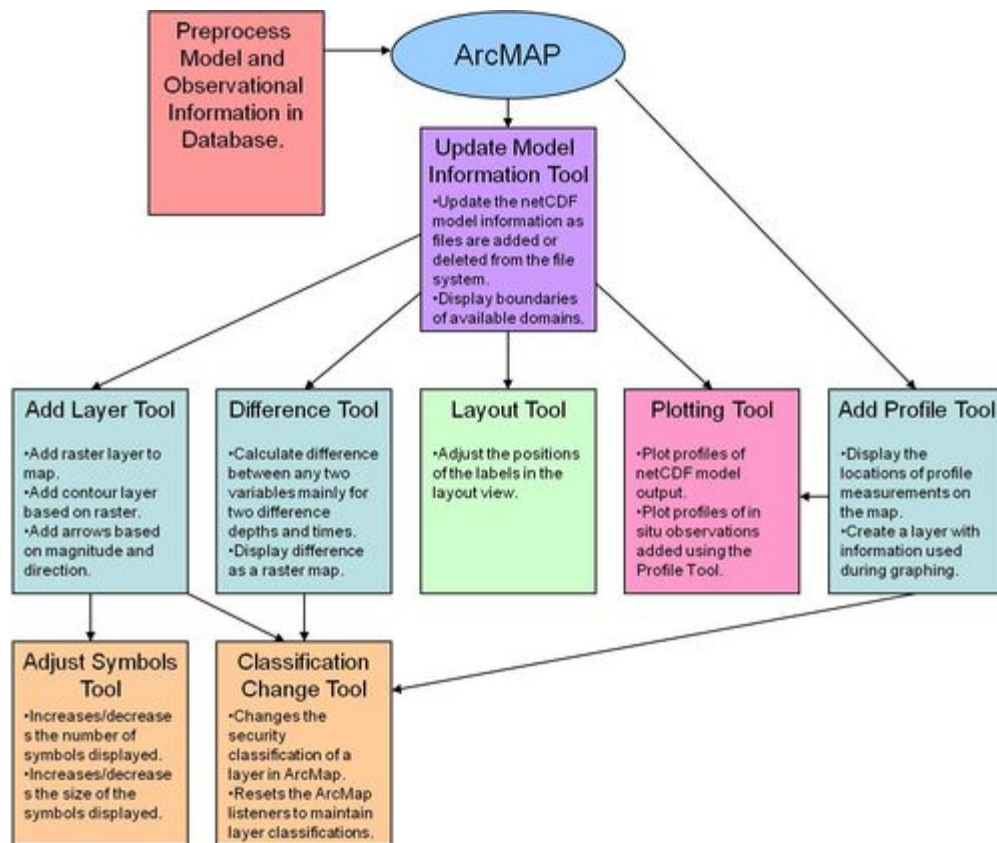 Preprocess
Model and
Observational
Information in
Database.
ArcMAP
Update Model
Information Tool
•Update the netCDF
model information as
files are added or
deleted from the file
system.
•Display boundaries
of available domains.
Add Layer Tool
•Add raster layer to
map.
•Add contour layer
based on raster.
•Add arrows based
on magnitude and
direction.
Difference Tool
•Calculate difference
between any two
variables mainly for
two difference
depths and times.
•Display difference
as a raster map.
Layout Tool
•Adjust the positions
of the labels in the
layout view.
Plotting Tool
•Plot profiles of
netCDF model
output.
•Plot profiles of in
situ observations
added using the
Profile Tool.
Add Profile Tool
•Display the
locations of profile
measurements on
the map.
•Create a layer with
information used
during graphing.
Adjust Symbols
Tool
•Increases/decrease
s the number of
symbols displayed.
•Increases/decrease
s the size of the
symbols displayed.
Classification
Change Tool
•Changes the
security
classification of a
layer in ArcMap.
•Resets the ArcMap
listeners to maintain
layer classifications.